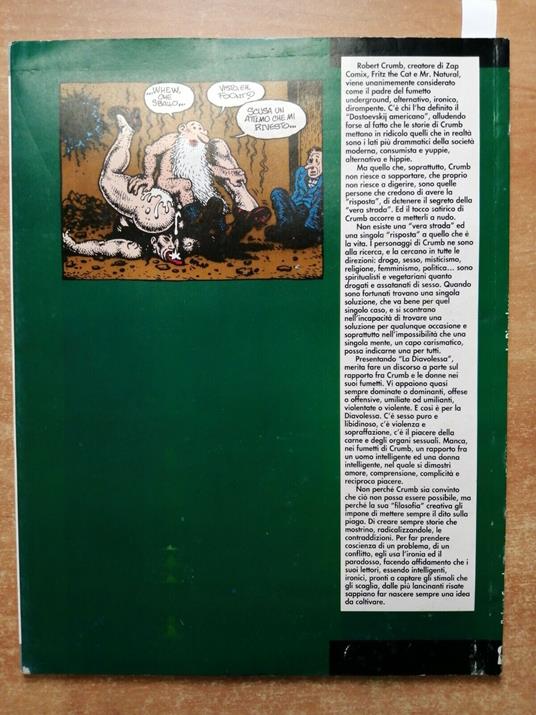 ...WHEW.
CHE
SBALLO...
VISTO, EH,
FOONT?
SCUSA UN
ATTIMO CHE MI
RIVESTO...
Robert Crumb, creatore di Zap
Comix, Fritz the Cat e Mr. Natural,
viene unanimemente considerato
come il padre del fumetto
underground, alternativo, ironico,
dirompente. C'è chi l'ha definito il
"Dostoevskij americano", alludendo
forse al fatto che le storie di Crumb
mettono in ridicolo quelli che in realtà
sono i lati più drammatici della società
moderna, consumista e yuppie,
alternativa e hippie.
Ma quello che, soprattutto, Crumb
non riesce a sopportare, che proprio
non riesce a digerire, sono quelle
persone che credono di avere la
"risposta", di detenere il segreto della
"vera strada". Ed il tocco satirico di
Crumb accorre a metterli a nudo.
Non esiste una "vera strada" ed
una singola "risposta" a quello che è
la vita. I personaggi di Crumb ne sono
alla ricerca, e la cercano in tutte le
direzioni: droga, sesso, misticismo,
religione, femminismo, politica... sono
spiritualisti e vegetariani quanto
drogati e assatanati di sesso. Quando
sono fortunati trovano una singola
soluzione, che va bene per quel
singolo caso, e si scontrano
nell'incapacità di trovare una
soluzione per qualunque occasione e
soprattutto nell'impossibilità che una
singola mente, un capo carismatico,
possa indicarne una per tutti.
Presentando "La Diavolessa",
merita fare un discorso a parte sul
rapporto fra Crumb e le donne nei
suoi fumetti. Vi appaiono quasi
sempre dominate o dominanti, offese
o offensive, umiliate od umilianti,
violentate o violente. E così è per la
Diavolessa. C'è sesso puro e
libidinoso, c'è violenza e
sopraffazione, c'è il piacere della
carne e degli organi sessuali. Manca,
nei fumetti di Crumb, un rapporto fra
un uomo intelligente ed una donna
intelligente, nel quale si dimostri
amore, comprensione, complicità e
reciproco piacere.
Non perché Crumb sia convinto
che ciò non possa essere possibile, ma
perché la sua "filosofia" creativa gli
impone di mettere sempre il dito sulla
piaga. Di creare sempre storie che
mostrino, radicalizzandole, le
contraddizioni. Per far prendere
coscienza di un problema, di un
conflitto, egli usa l'ironia ed il
paradosso, facendo affidamento che i
suoi lettori, essendo intelligenti,
ironici, pronti a captare gli stimoli che
gli scaglia, dalle più lancinanti risate
sappiano far nascere sempre una idea
da coltivare.